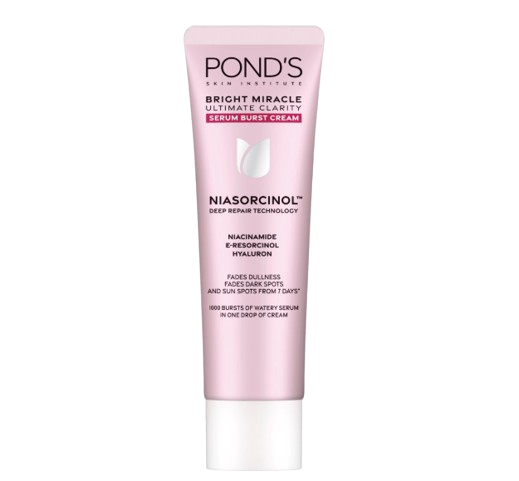 POND'S
SKIN INSTITUTE
BRIGHT MIRACLE
ULTIMATE CLARITY
SERUM BURST CREAM
NIASORCINOL™
DEEP REPAIR TECHNOLOGY
NIACINAMIDE
E-RESORCINOL
HYALURON
FADES DULLNESS
FADES DARK SPOTS
AND SUN SPOTS FROM 7 DAYS*
1000 BURSTS OF WATERY SERUM
IN ONE DROP OF CREAM